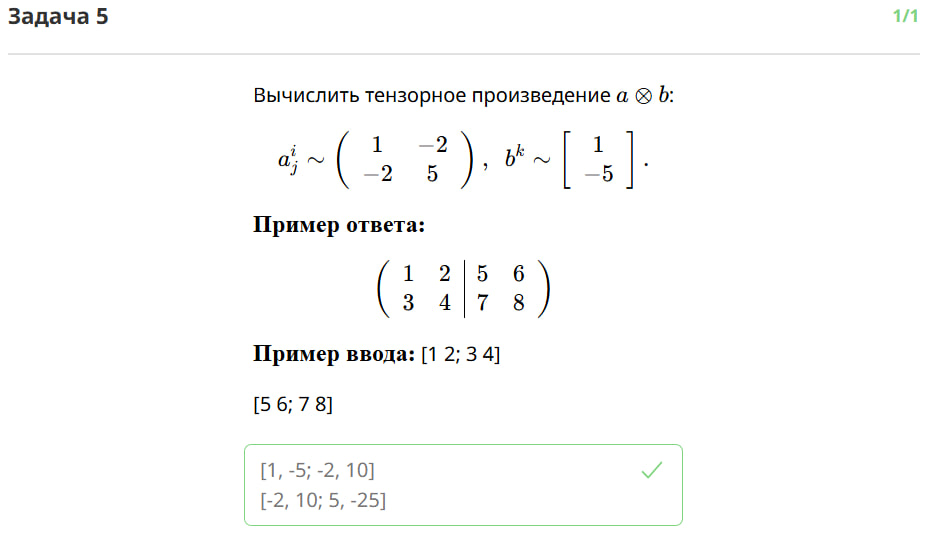 Задача 5
1/1
Вычислить тензорное произведение a ⊗ b:
a^i_j ~ ( 1 −2 ; −2 5 ), b^k ~ [ 1 ; −5 ].
Пример ответа:
( 1 2 | 5 6 ; 3 4 | 7 8 )
Пример ввода: [1 2; 3 4]
[5 6; 7 8]
[1, -5; -2, 10]
[-2, 10; 5, -25]